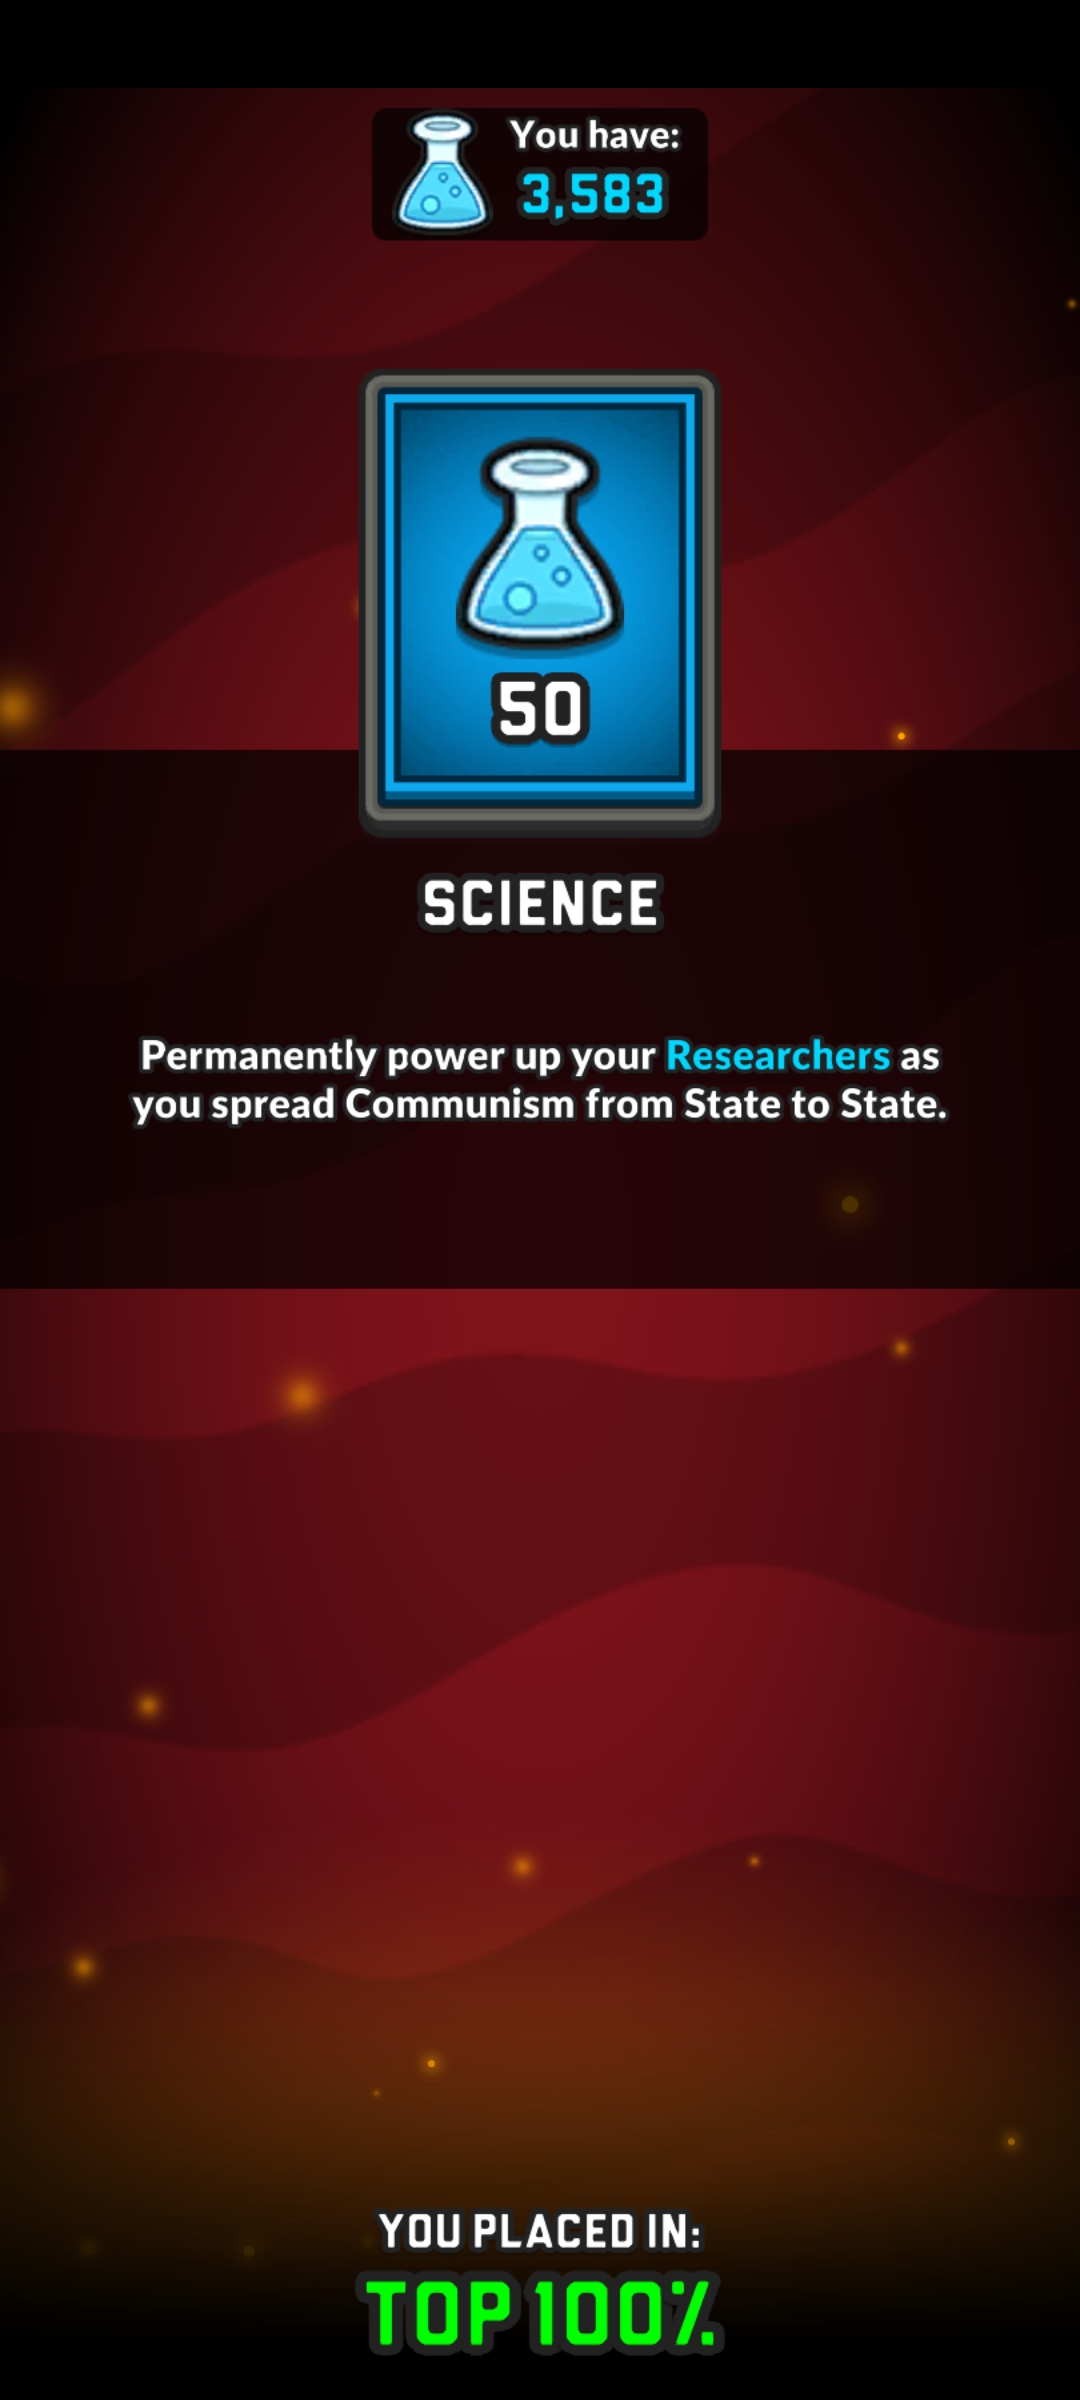 You have:
3,583
50
SCIENCE
Permanently power up your Researchers as
you spread Communism from State to State.
YOU PLACED IN:
TOP 100%